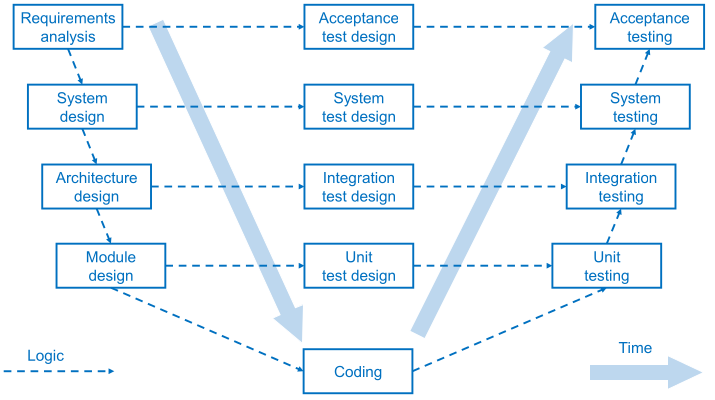 Requirements
analysis
Acceptance
test design
Acceptance
testing
System
design
System
test design
System
testing
Architecture
design
Integration
test design
Integration
testing
Module
design
Unit
test design
Unit
testing
Logic
Coding
Time